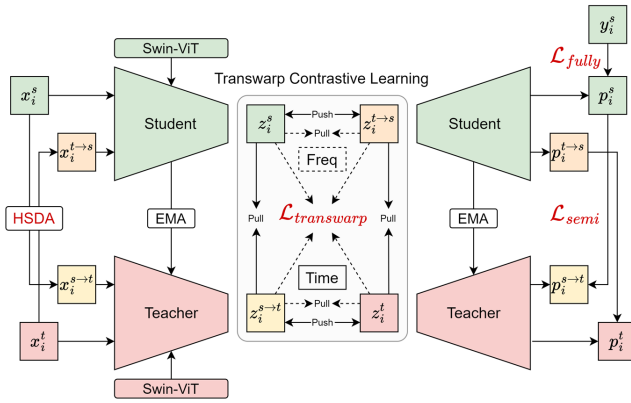 Swin-ViT
Transwarp Contrastive Learning
y_i^s
ℒ_fully
x_i^s
Student
z_i^s
Push
Pull
z_i^{t→s}
Student
p_i^s
x_i^{t→s}
Freq
p_i^{t→s}
HSDA
EMA
Pull
ℒ_transwarp
Pull
EMA
ℒ_semi
x_i^{s→t}
Teacher
Time
Teacher
p_i^{s→t}
z_i^{s→t}
Pull
Push
z_i^t
x_i^t
p_i^t
Swin-ViT